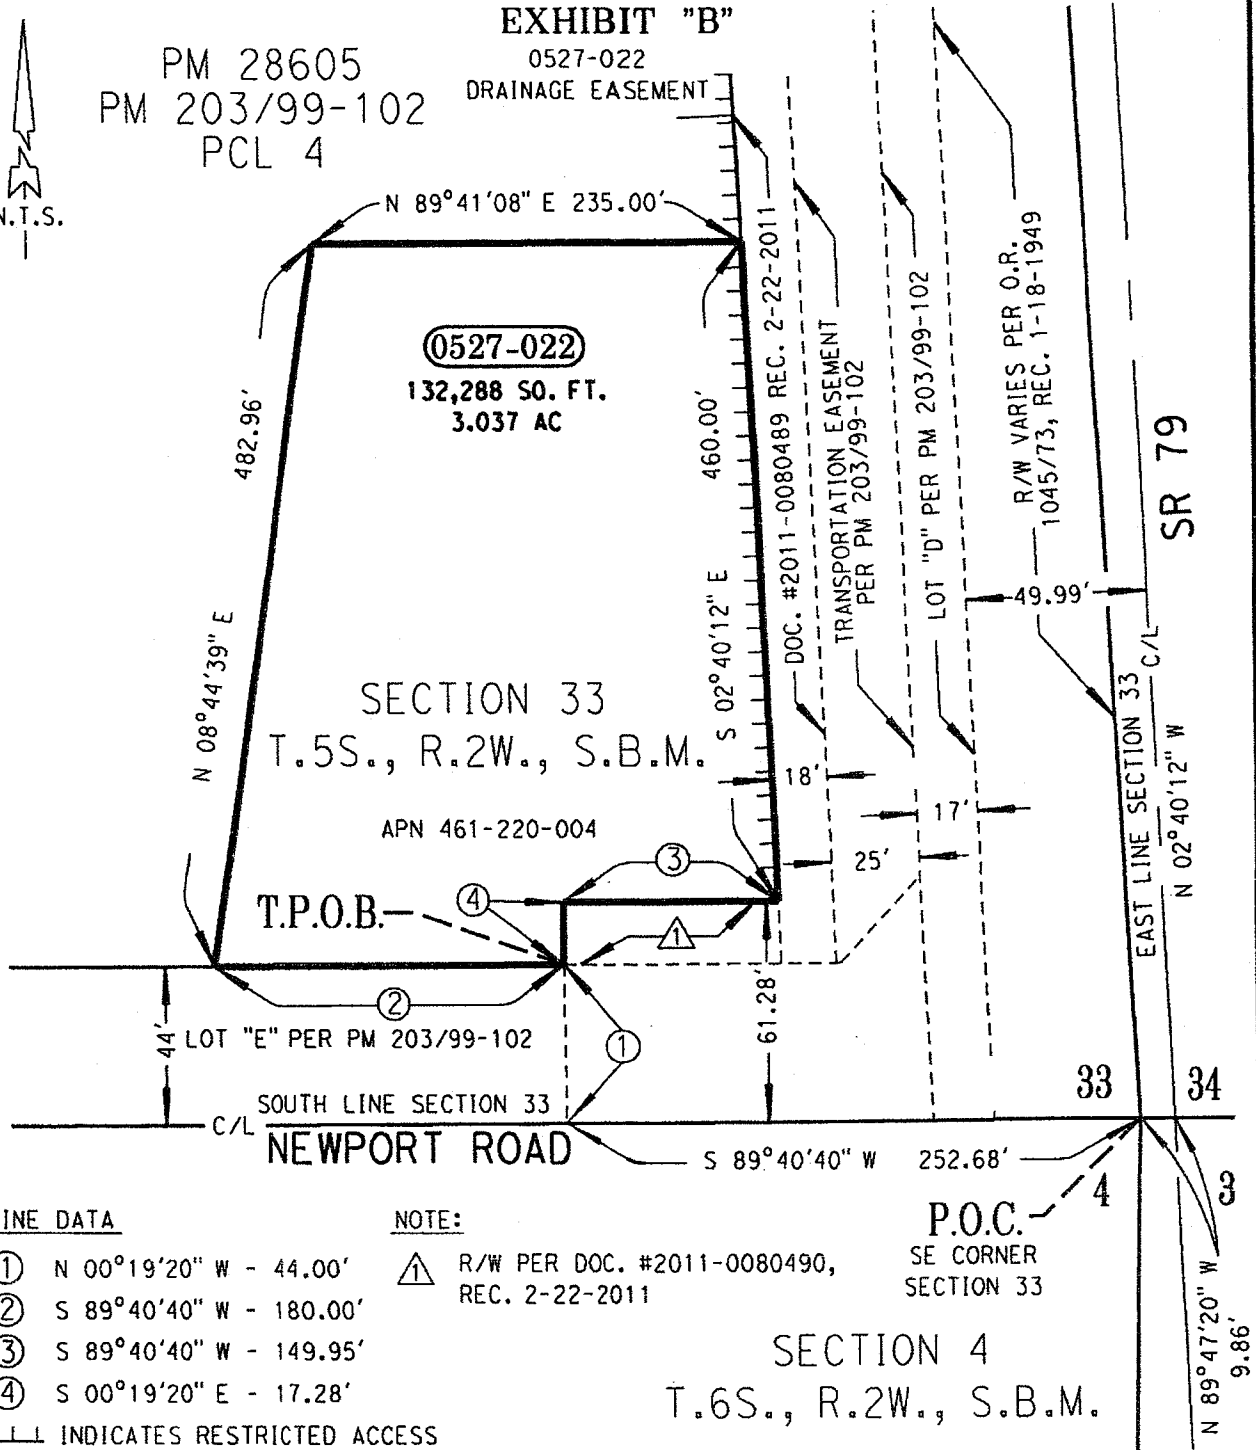 EXHIBIT "B"
0527-022
DRAINAGE EASEMENT
PM 28605
PM 203/99-102
PCL 4
N.T.S.
N 89°41'08" E 235.00'
0527-022
132,288 SQ. FT.
3.037 AC
482.96'
N 08°44'39" E
460.00'
S 02°40'12" E
DOC. #2011-0080489 REC. 2-22-2011
TRANSPORTATION EASEMENT
PER PM 203/99-102
LOT "D" PER PM 203/99-102
R/W VARIES PER O.R.
1045/73, REC. 1-18-1949
SR 79
49.99'
SECTION 33
T.5S., R.2W., S.B.M.
APN 461-220-004
18'
17'
25'
EAST LINE SECTION 33
C/L
N 02°40'12" W
3
4
T.P.O.B.
1
2
1
44'
61.28'
LOT "E" PER PM 203/99-102
SOUTH LINE SECTION 33
C/L
NEWPORT ROAD
S 89°40'40" W 252.68'
33
34
4
3
P.O.C.
SE CORNER
SECTION 33
N 89°47'20" W
9.86'
INE DATA
1 N 00°19'20" W - 44.00'
2 S 89°40'40" W - 180.00'
3 S 89°40'40" W - 149.95'
4 S 00°19'20" E - 17.28'
INDICATES RESTRICTED ACCESS
NOTE:
1 R/W PER DOC. #2011-0080490,
REC. 2-22-2011
SECTION 4
T.6S., R.2W., S.B.M.